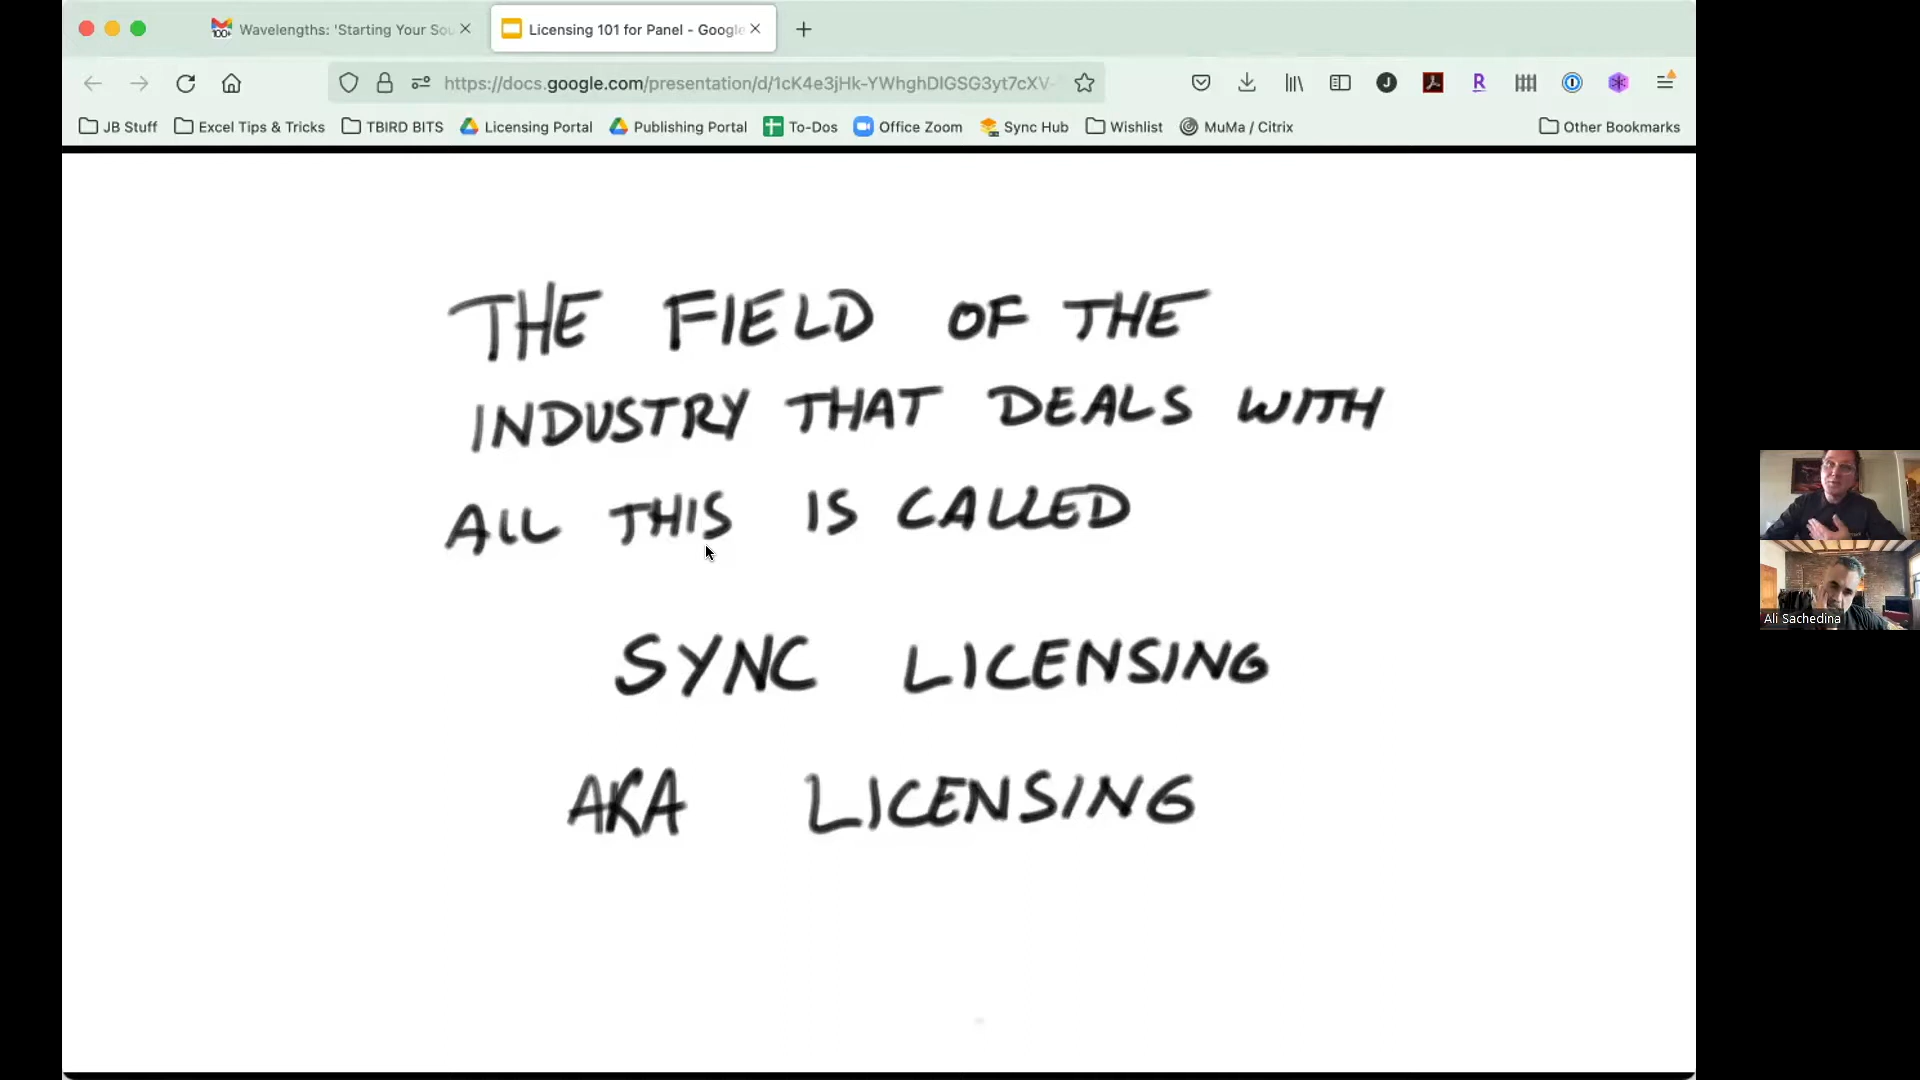 Wavelengths: 'Starting Your Sou
Licensing 101 for Panel - Google
https://docs.google.com/presentation/d/1cK4e3jHk-YWhghDIGSG3yt7cXV-
JB Stuff
Excel Tips & Tricks
TBIRD BITS
Licensing Portal
Publishing Portal
To-Dos
Office Zoom
Sync Hub
Wishlist
MuMa / Citrix
Other Bookmarks
THE FIELD OF THE
INDUSTRY THAT DEALS WITH
ALL THIS IS CALLED
SYNC LICENSING
AKA LICENSING
Ali Sachedina